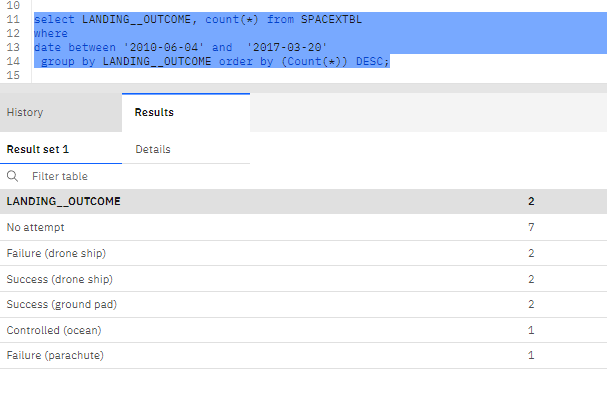 10
11 select LANDING__OUTCOME, count(*) from SPACEXTBL
12 where
13 date between '2010-06-04' and '2017-03-20'
14 group by LANDING__OUTCOME order by (Count(*)) DESC;
15
History Results
Result set 1 Details
Filter table
LANDING__OUTCOME 2
No attempt 7
Failure (drone ship) 2
Success (drone ship) 2
Success (ground pad) 2
Controlled (ocean) 1
Failure (parachute) 1